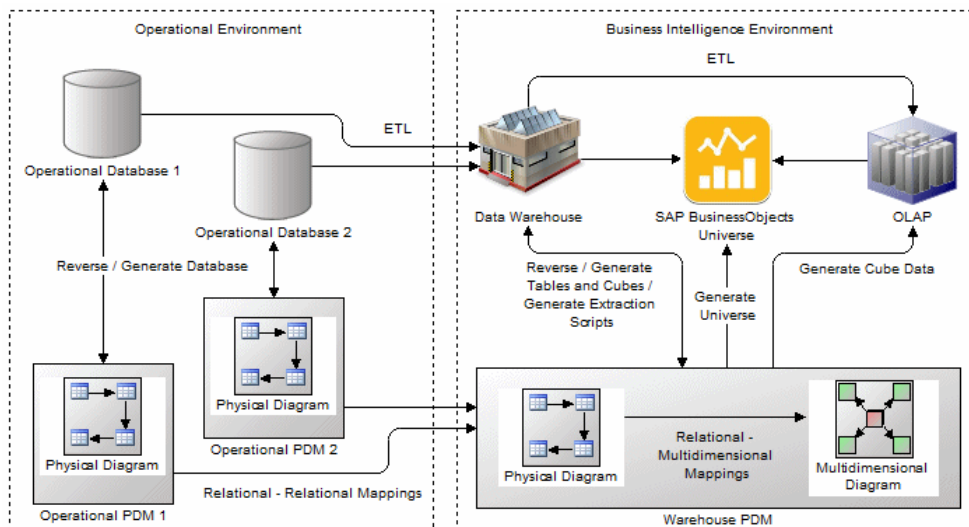 Operational Environment
Business Intelligence Environment
ETL
ETL
Operational Database 1
Operational Database 2
Data Warehouse
SAP BusinessObjects
Universe
OLAP
Reverse / Generate Database
Reverse / Generate
Tables and Cubes /
Generate Extraction
Scripts
Generate
Universe
Generate Cube Data
Physical Diagram
Operational PDM 1
Physical Diagram
Operational PDM 2
Relational - Relational Mappings
Physical Diagram
Relational -
Multidimensional
Mappings
Multidimensional
Diagram
Warehouse PDM